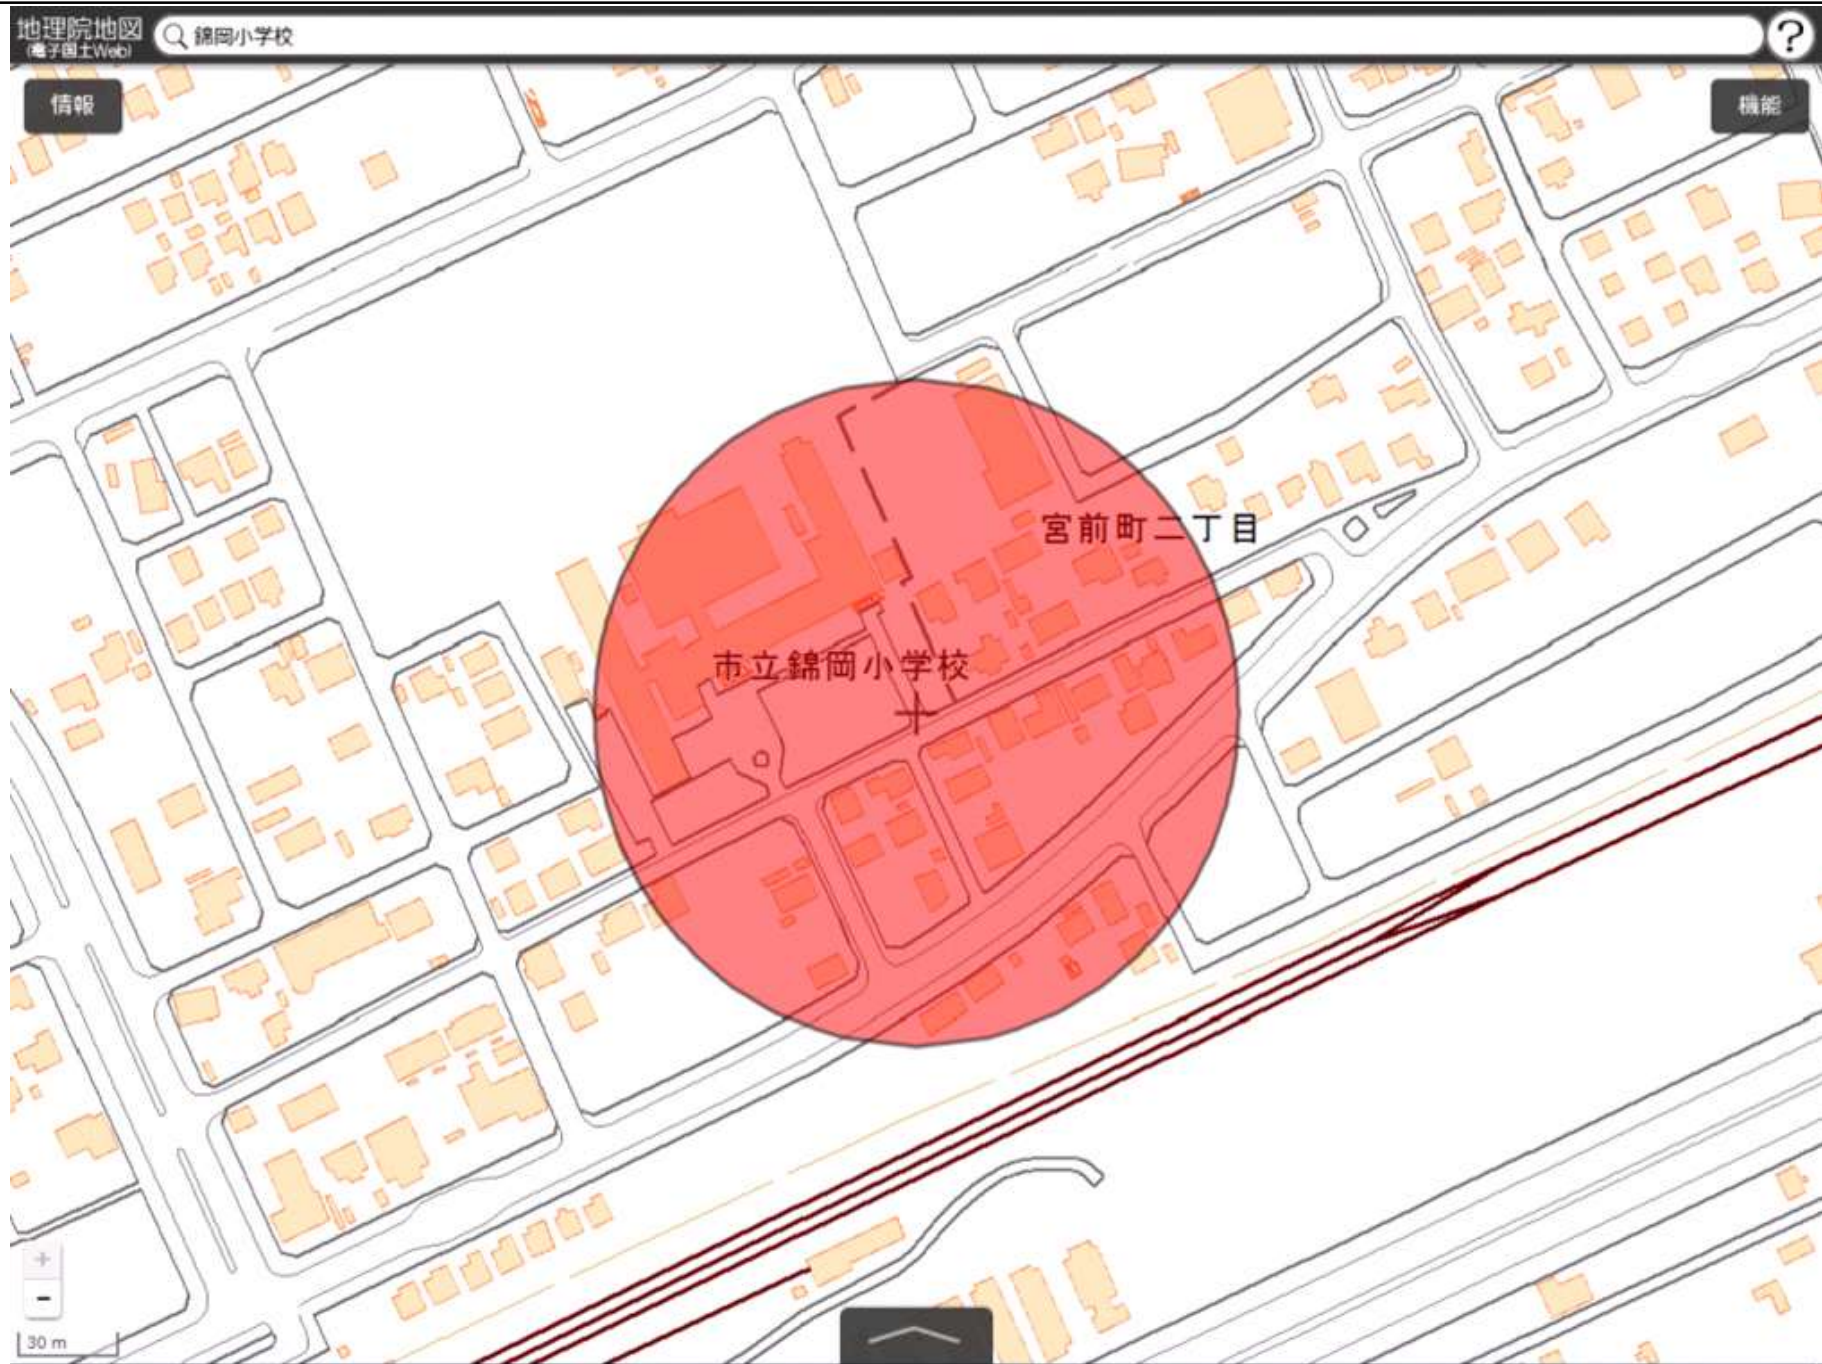 地理院地図
(電子国土Web)
錦岡小学校
?
情報
機能
宮前町二丁目
市立錦岡小学校
+
-
30 m